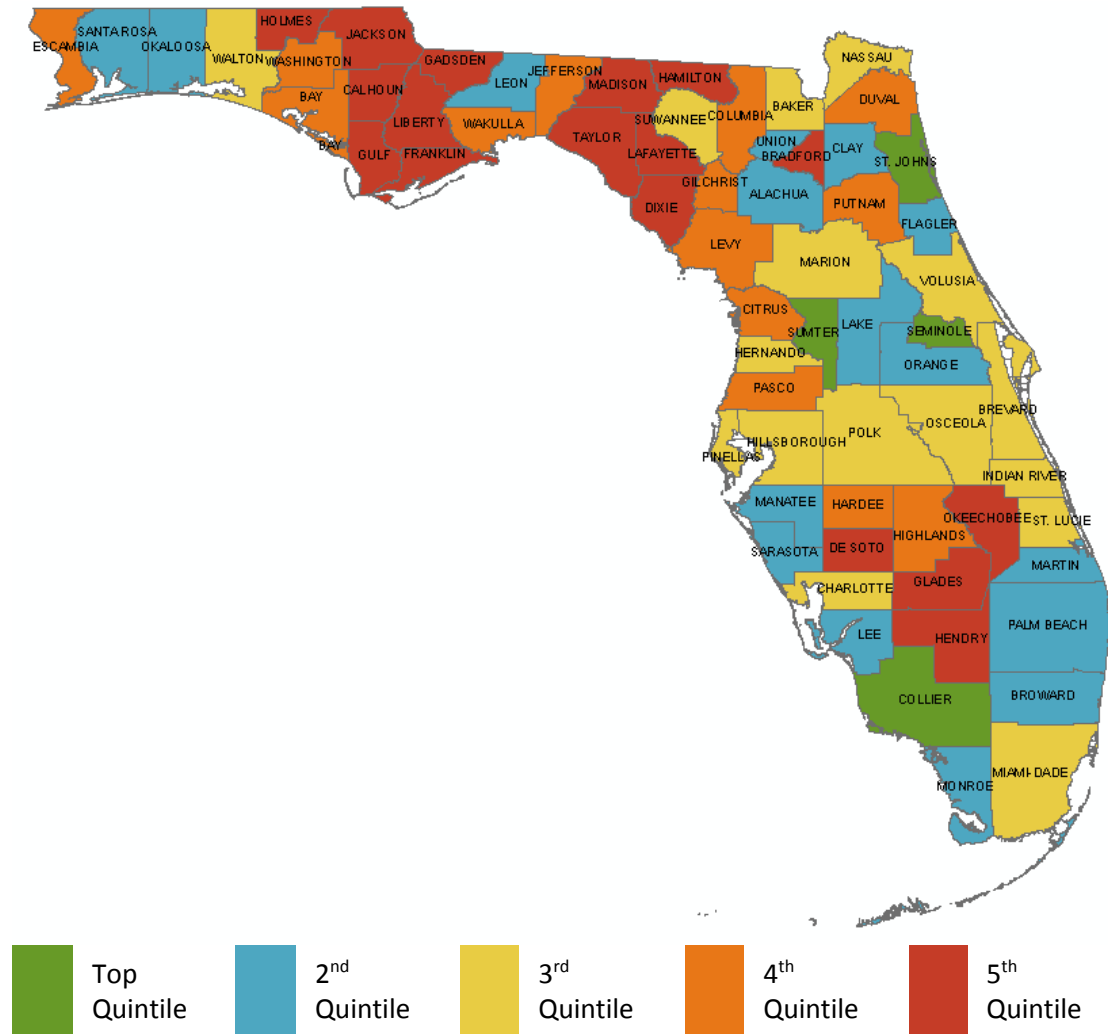 NASSAU
HOLMES
SANTA ROSA
JACKSON
ESCAMBIA
OKALOOSA
WALTON
WASHINGTON
GADSDEN
JEFFERSON
HAMILTON
MADISON
LEON
CALHOUN
BAY
BAKER
DUVAL
COLUMBIA
SUWANNEE
LIBERTY
WAKULLA
TAYLOR
UNION
BRADFORD
CLAY
BAY
GULF
FRANKLIN
LAFAYETTE
ST. JOHNS
GILCHRIST
ALACHUA
PUTNAM
DIXIE
FLAGLER
LEVY
MARION
VOLUSIA
CITRUS
SUMTER
LAKE
SEMINOLE
HERNANDO
ORANGE
PASCO
BREVARD
OSCEOLA
POLK
HILLSBOROUGH
PINELLAS
INDIAN RIVER
MANATEE
HARDEE
OKEECHOBEE
ST. LUCIE
HIGHLANDS
SARASOTA
DE SOTO
MARTIN
GLADES
CHARLOTTE
PALM BEACH
LEE
HENDRY
COLLIER
BROWARD
MIAMI-DADE
MONROE
Top
Quintile
2nd
Quintile
3rd
Quintile
4th
Quintile
5th
Quintile